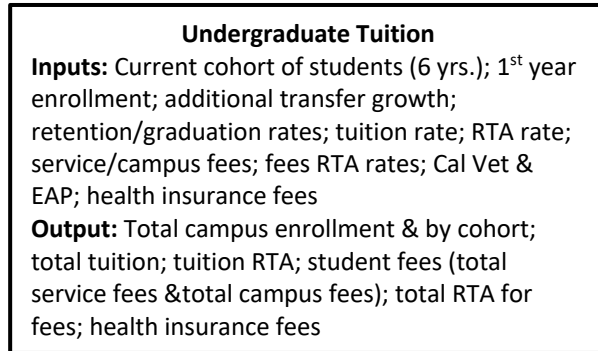 Undergraduate Tuition
Inputs: Current cohort of students (6 yrs.); 1st year
enrollment; additional transfer growth;
retention/graduation rates; tuition rate; RTA rate;
service/campus fees; fees RTA rates; Cal Vet &
EAP; health insurance fees
Output: Total campus enrollment & by cohort;
total tuition; tuition RTA; student fees (total
service fees &total campus fees); total RTA for
fees; health insurance fees